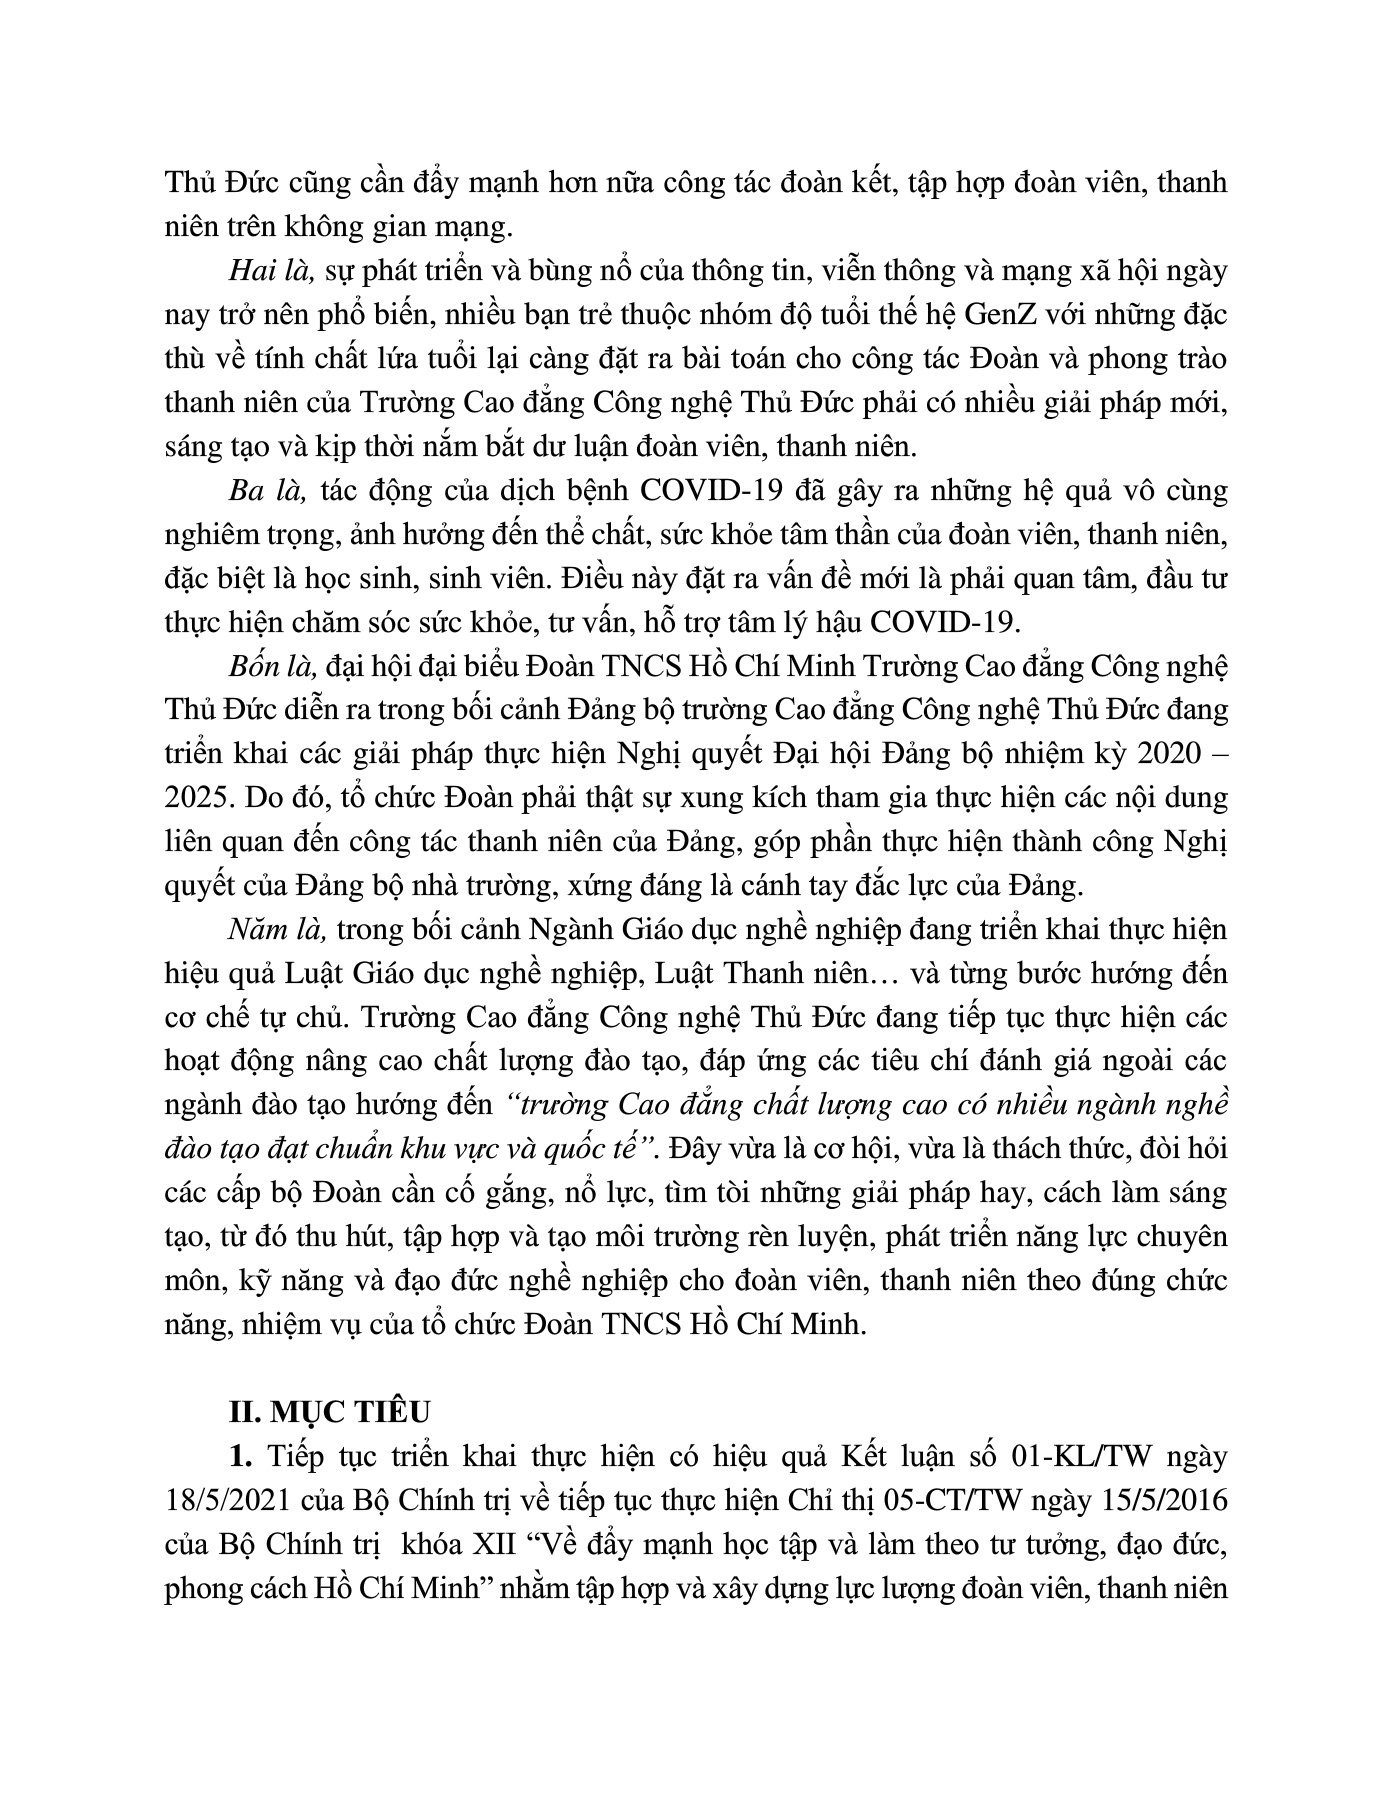 Thủ Đức cũng cần đẩy mạnh hơn nữa công tác đoàn kết, tập hợp đoàn viên, thanh
niên trên không gian mạng.
Hai là, sự phát triển và bùng nổ của thông tin, viễn thông và mạng xã hội ngày
nay trở nên phổ biến, nhiều bạn trẻ thuộc nhóm độ tuổi thế hệ GenZ với những đặc
thù về tính chất lứa tuổi lại càng đặt ra bài toán cho công tác Đoàn và phong trào
thanh niên của Trường Cao đẳng Công nghệ Thủ Đức phải có nhiều giải pháp mới,
sáng tạo và kịp thời nắm bắt dư luận đoàn viên, thanh niên.
Ba là, tác động của dịch bệnh COVID-19 đã gây ra những hệ quả vô cùng
nghiêm trọng, ảnh hưởng đến thể chất, sức khỏe tâm thần của đoàn viên, thanh niên,
đặc biệt là học sinh, sinh viên. Điều này đặt ra vấn đề mới là phải quan tâm, đầu tư
thực hiện chăm sóc sức khỏe, tư vấn, hỗ trợ tâm lý hậu COVID-19.
Bốn là, đại hội đại biểu Đoàn TNCS Hồ Chí Minh Trường Cao đẳng Công nghệ
Thủ Đức diễn ra trong bối cảnh Đảng bộ trường Cao đẳng Công nghệ Thủ Đức đang
triển khai các giải pháp thực hiện Nghị quyết Đại hội Đảng bộ nhiệm kỳ 2020 –
2025. Do đó, tổ chức Đoàn phải thật sự xung kích tham gia thực hiện các nội dung
liên quan đến công tác thanh niên của Đảng, góp phần thực hiện thành công Nghị
quyết của Đảng bộ nhà trường, xứng đáng là cánh tay đắc lực của Đảng.
Năm là, trong bối cảnh Ngành Giáo dục nghề nghiệp đang triển khai thực hiện
hiệu quả Luật Giáo dục nghề nghiệp, Luật Thanh niên… và từng bước hướng đến
cơ chế tự chủ. Trường Cao đẳng Công nghệ Thủ Đức đang tiếp tục thực hiện các
hoạt động nâng cao chất lượng đào tạo, đáp ứng các tiêu chí đánh giá ngoài các
ngành đào tạo hướng đến “trường Cao đẳng chất lượng cao có nhiều ngành nghề
đào tạo đạt chuẩn khu vực và quốc tế”. Đây vừa là cơ hội, vừa là thách thức, đòi hỏi
các cấp bộ Đoàn cần cố gắng, nổ lực, tìm tòi những giải pháp hay, cách làm sáng
tạo, từ đó thu hút, tập hợp và tạo môi trường rèn luyện, phát triển năng lực chuyên
môn, kỹ năng và đạo đức nghề nghiệp cho đoàn viên, thanh niên theo đúng chức
năng, nhiệm vụ của tổ chức Đoàn TNCS Hồ Chí Minh.
II. MỤC TIÊU
1. Tiếp tục triển khai thực hiện có hiệu quả Kết luận số 01-KL/TW ngày
18/5/2021 của Bộ Chính trị về tiếp tục thực hiện Chỉ thị 05-CT/TW ngày 15/5/2016
của Bộ Chính trị  khóa XII “Về đẩy mạnh học tập và làm theo tư tưởng, đạo đức,
phong cách Hồ Chí Minh” nhằm tập hợp và xây dựng lực lượng đoàn viên, thanh niên